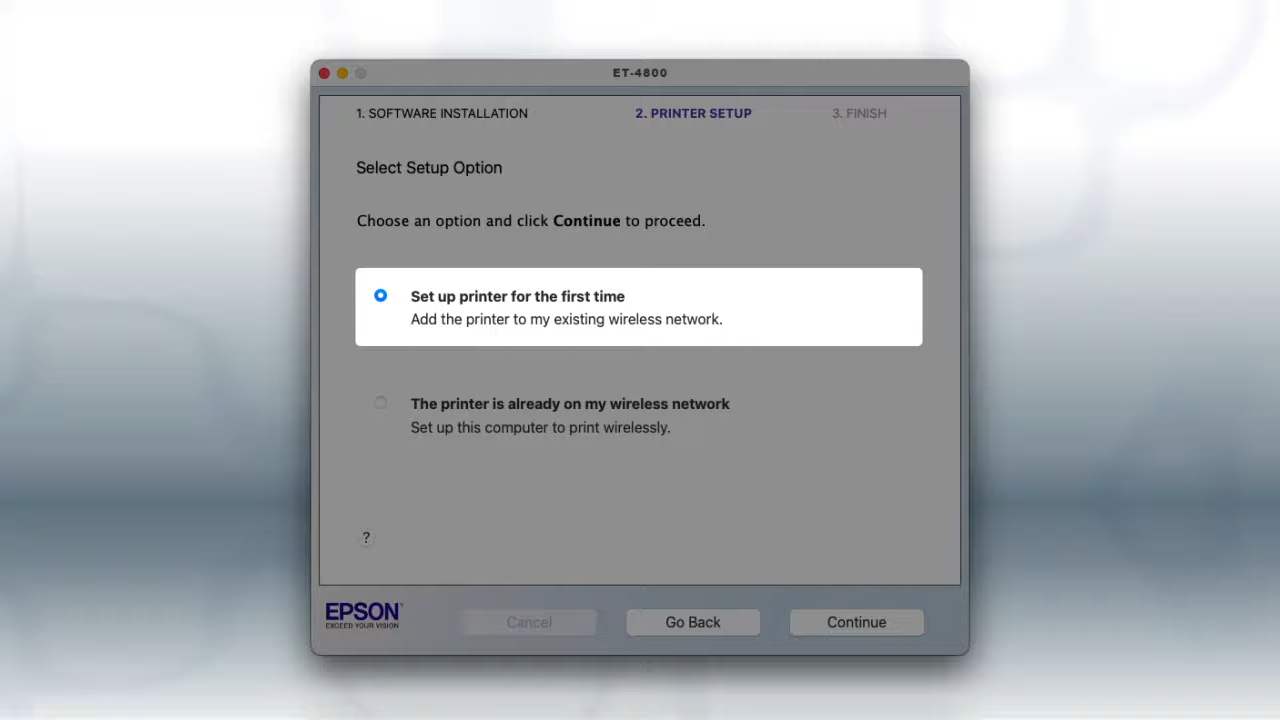 ET-4800
1. SOFTWARE INSTALLATION
2. PRINTER SETUP
3. FINISH
Select Setup Option
Choose an option and click Continue to proceed.
Set up printer for the first time
Add the printer to my existing wireless network.
The printer is already on my wireless network
Set up this computer to print wirelessly.
?
EPSON
EXCEED YOUR VISION
Cancel
Go Back
Continue